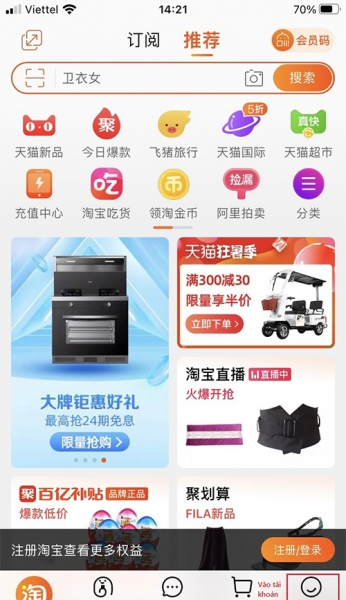 Viettel 14:21 70%
订阅 推荐 会员码
卫衣女 搜索
聚 5折 真快
天猫新品 今日爆款 飞猪旅行 天猫国际 天猫超市
吃 币 捡漏
充值中心 淘宝吃货 领淘金币 阿里拍卖 分类
天猫狂暑季
满300减30
限量享半价
立即下单
大牌钜惠好礼
最高抢24期免息
限量抢购
淘宝直播 直播中
火爆开抢
聚百亿补贴 品牌正品
爆款低价
聚划算
FILA新品
注册淘宝查看更多权益 注册/登录
淘
Vào tài
khoản